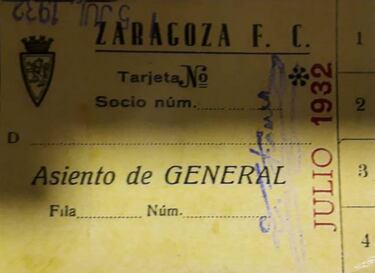 5 JUL 1932
ZARAGOZA F. C.
Tarjeta Nº
Socio núm.
D
Asiento de GENERAL
Fila Núm.
JULIO 1932
1
2
3
4